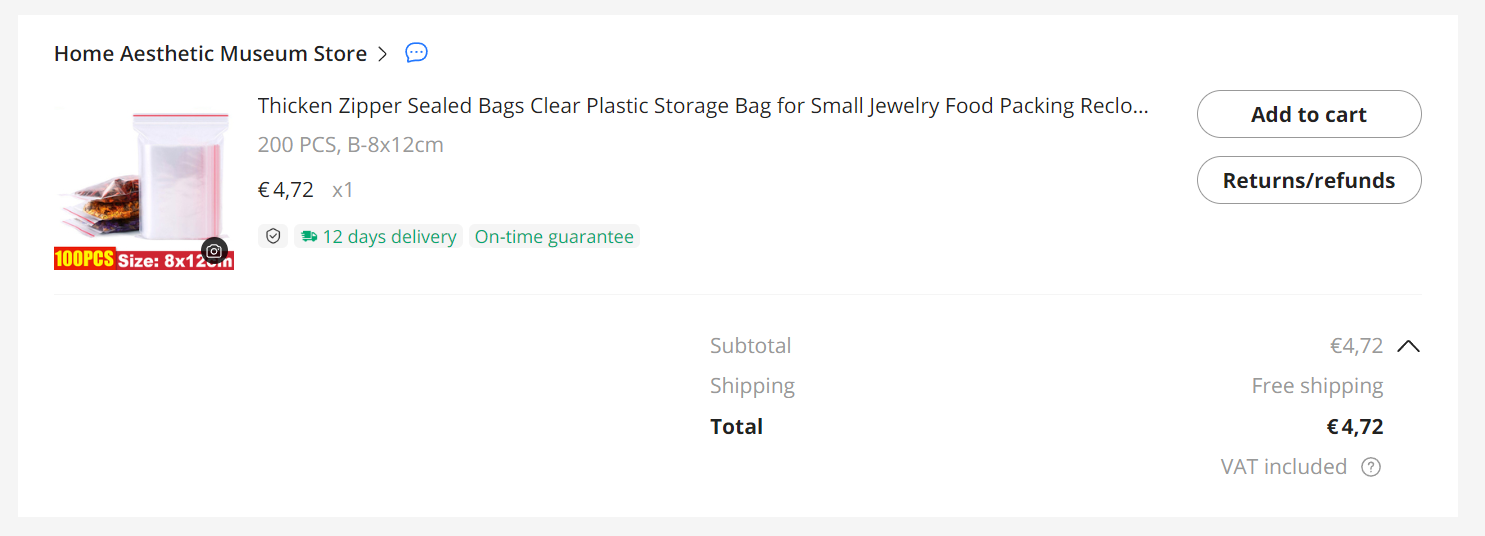 Home Aesthetic Museum Store >
Thicken Zipper Sealed Bags Clear Plastic Storage Bag for Small Jewelry Food Packing Reclo...
200 PCS, B-8x12cm
€4,72 x1
12 days delivery On-time guarantee
100PCS Size: 8x12cm
Add to cart
Returns/refunds
Subtotal €4,72
Shipping Free shipping
Total €4,72
VAT included ?